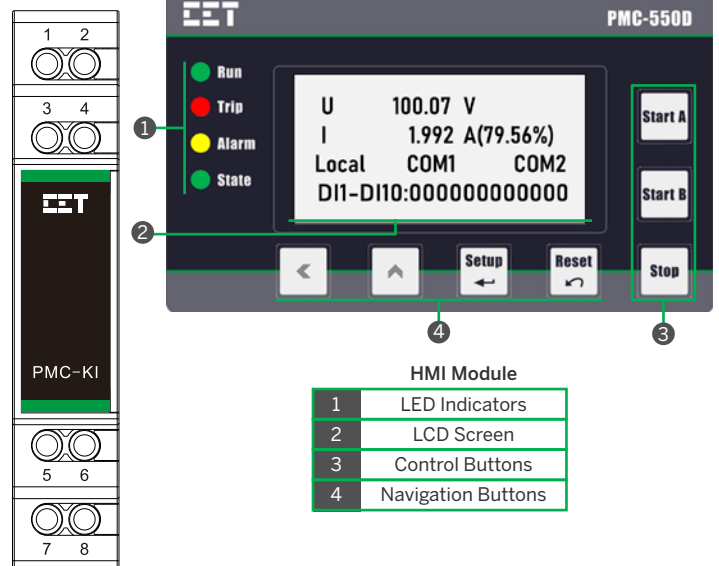 1 2
3 4
CET
PMC-KI
5 6
7 8
CET
PMC-550D
Run
Trip
Alarm
State
1
U 100.07 V
I 1.992 A(79.56%)
Local COM1 COM2
DI1-DI10:000000000000
2
Setup
Reset
4
Start A
Start B
Stop
3
HMI Module
1 LED Indicators
2 LCD Screen
3 Control Buttons
4 Navigation Buttons